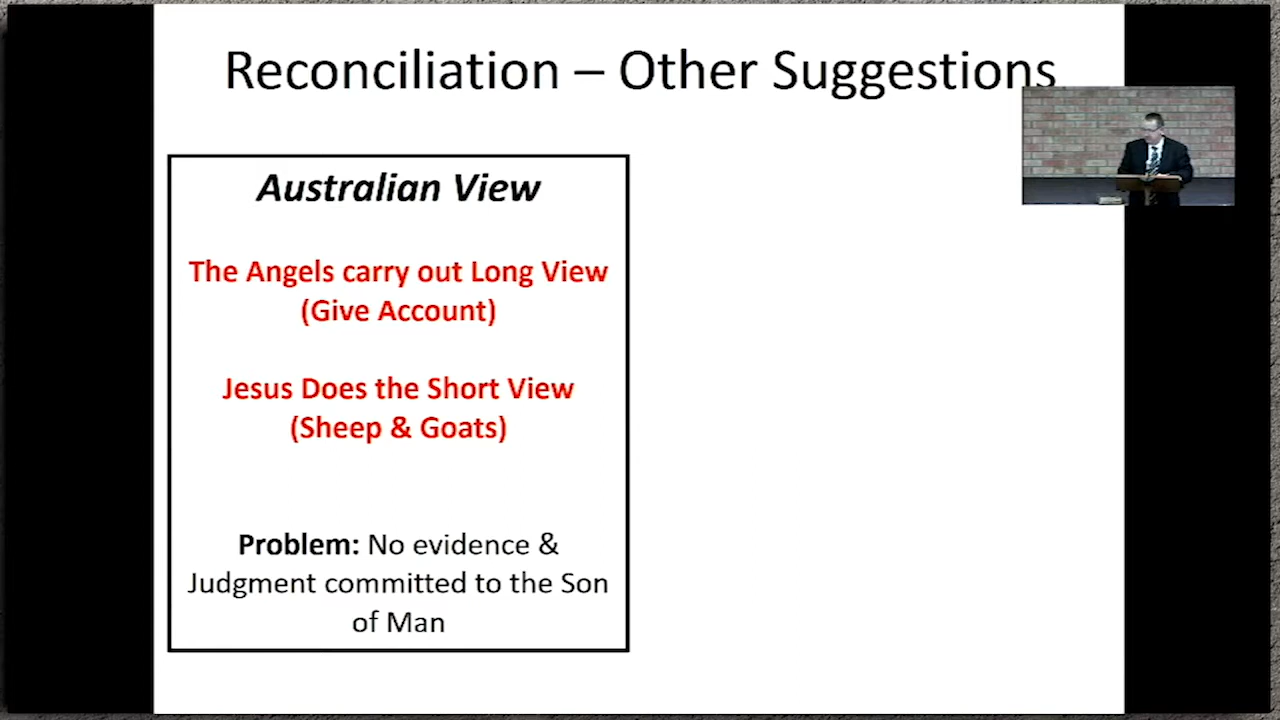 Reconciliation – Other Suggestions
Australian View
The Angels carry out Long View
(Give Account)
Jesus Does the Short View
(Sheep & Goats)
Problem: No evidence &
Judgment committed to the Son
of Man